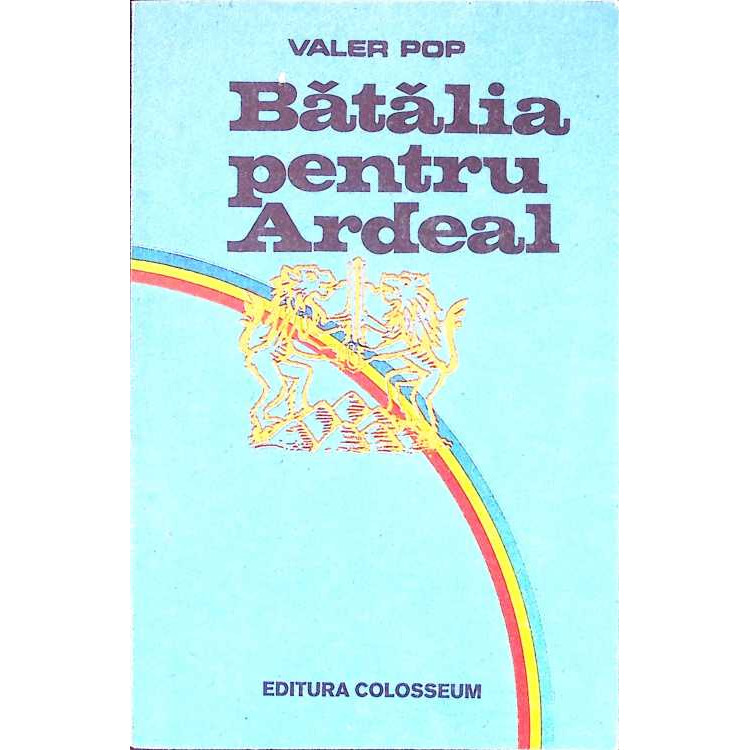 VALER POP
Bătălia
pentru
Ardeal
EDITURA COLOSSEUM